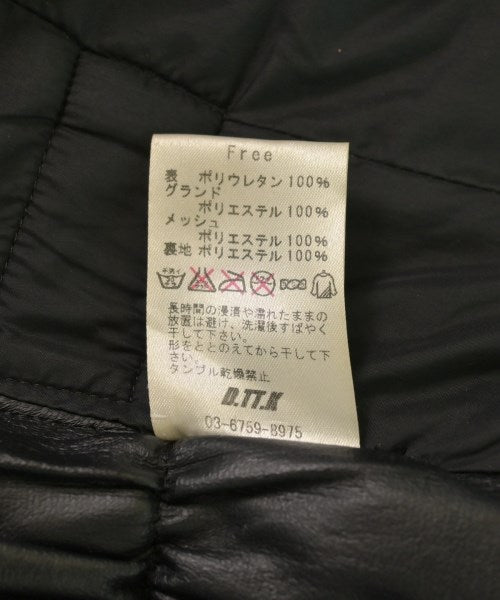 Free
表 ポリウレタン100%
グランド
ポリエステル100%
メッシュ
ポリエステル100%
裏地 ポリエステル100%
長時間の浸漬や濡れたままの
放置は避け、洗濯後すばやく
干して下さい。
形をととのえてから干して下
さい。
タンブル乾燥禁止
D.TT.K
03-6759-8975